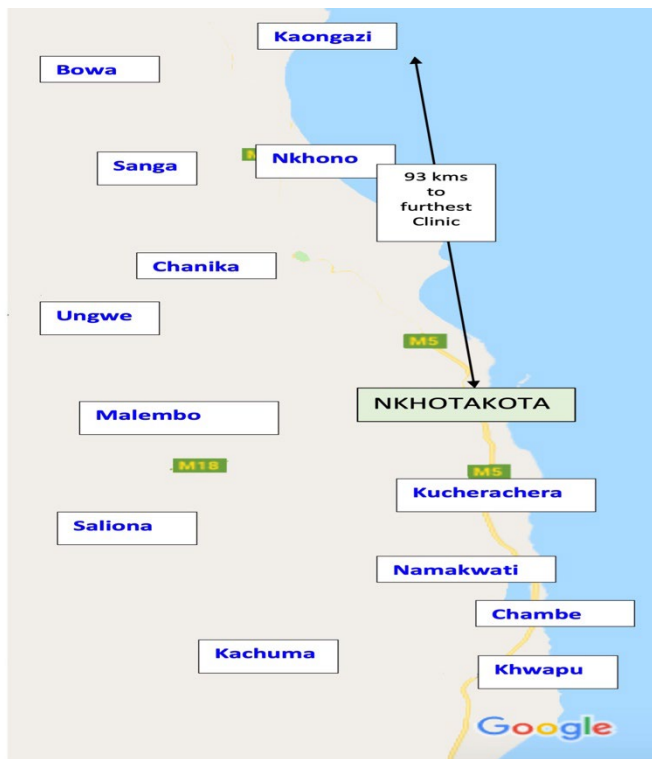 Kaongazi
Bowa
Nkhono
Sanga
93 kms
to
furthest
Clinic
Chanika
Ungwe
M5
NKHOTAKOTA
Malembo
M18
M5
Kucherachera
Saliona
Namakwati
Chambe
Kachuma
Khwapu
Google